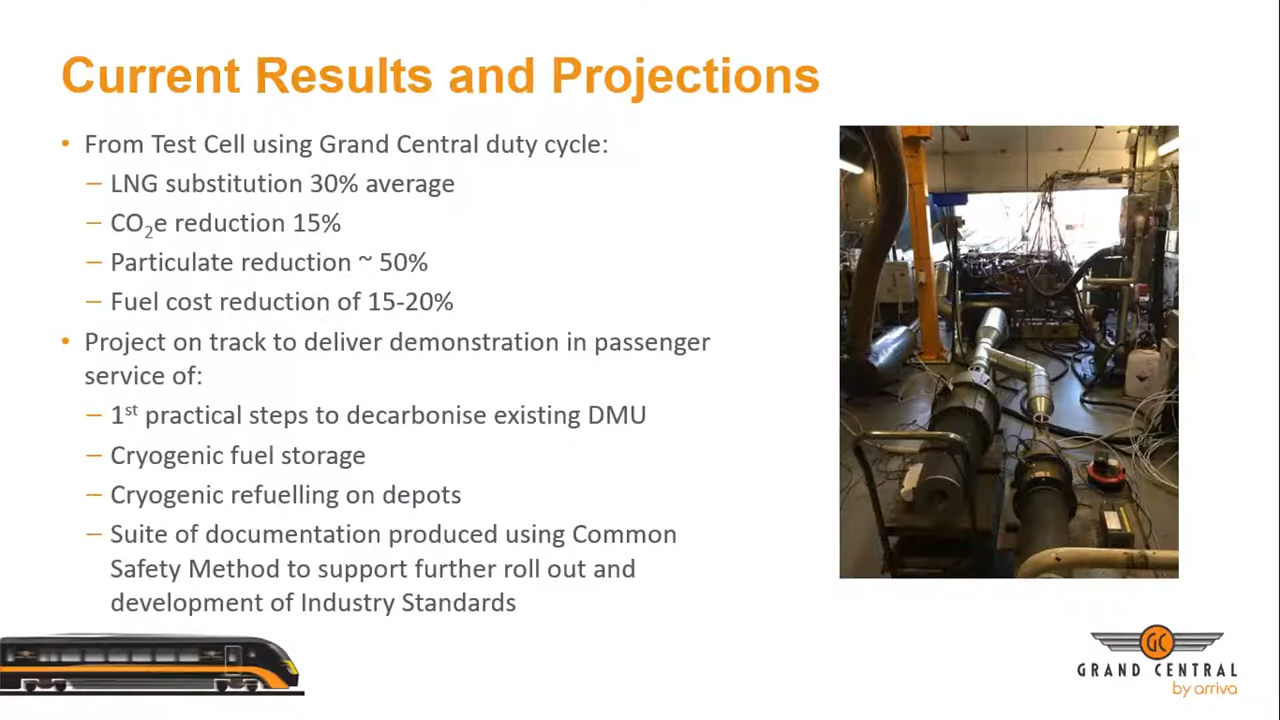 Current Results and Projections
• From Test Cell using Grand Central duty cycle:
– LNG substitution 30% average
– CO₂e reduction 15%
– Particulate reduction ~ 50%
– Fuel cost reduction of 15-20%
• Project on track to deliver demonstration in passenger
service of:
– 1st practical steps to decarbonise existing DMU
– Cryogenic fuel storage
– Cryogenic refuelling on depots
– Suite of documentation produced using Common
Safety Method to support further roll out and
development of Industry Standards
GC
GRAND CENTRAL
by arriva